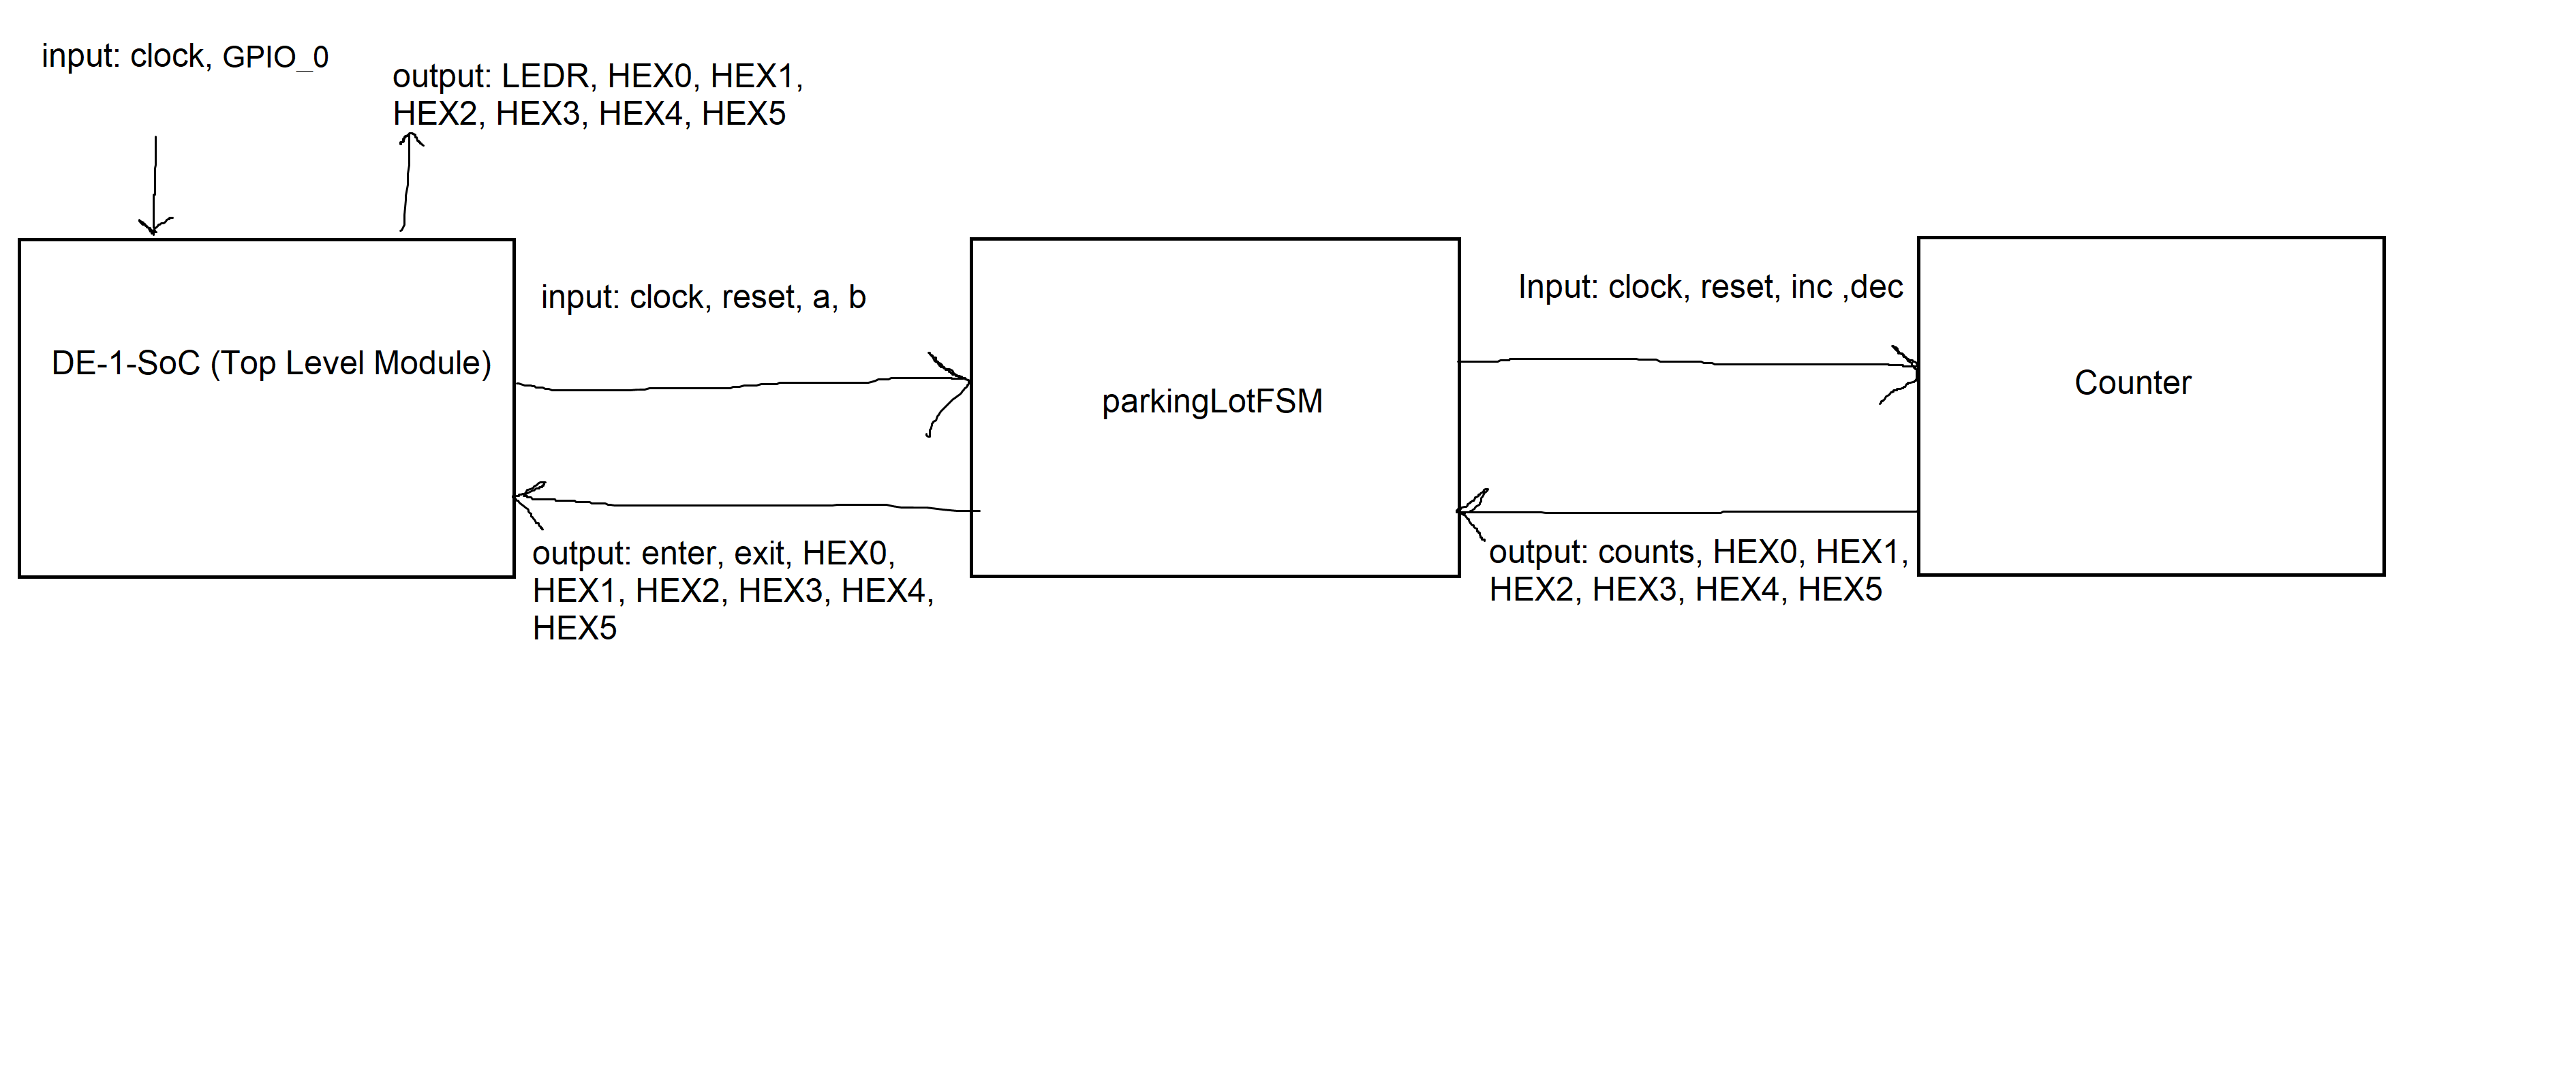 input: clock, GPIO_0
output: LEDR, HEX0, HEX1,
HEX2, HEX3, HEX4, HEX5
DE-1-SoC (Top Level Module)
input: clock, reset, a, b
output: enter, exit, HEX0,
HEX1, HEX2, HEX3, HEX4,
HEX5
parkingLotFSM
Input: clock, reset, inc ,dec
output: counts, HEX0, HEX1,
HEX2, HEX3, HEX4, HEX5
Counter